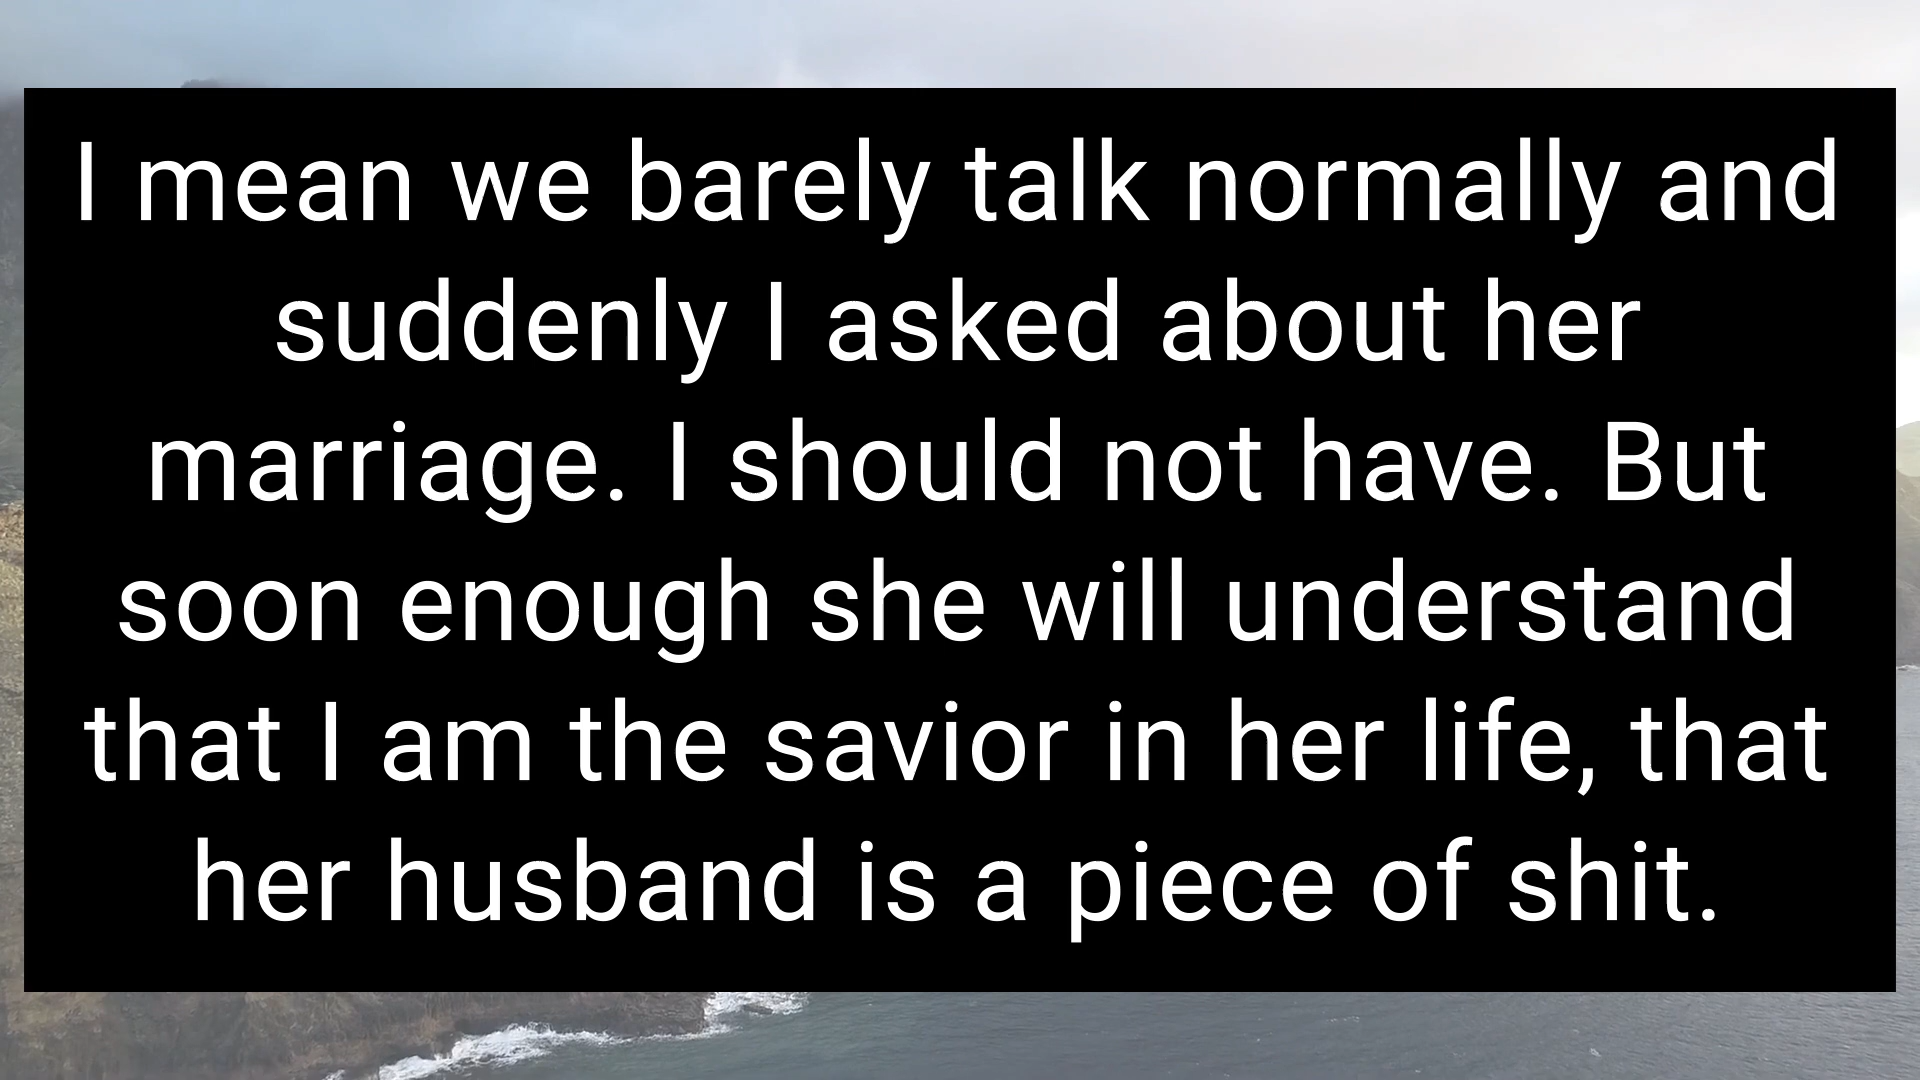 I mean we barely talk normally and
suddenly I asked about her
marriage. I should not have. But
soon enough she will understand
that I am the savior in her life, that
her husband is a piece of shit.